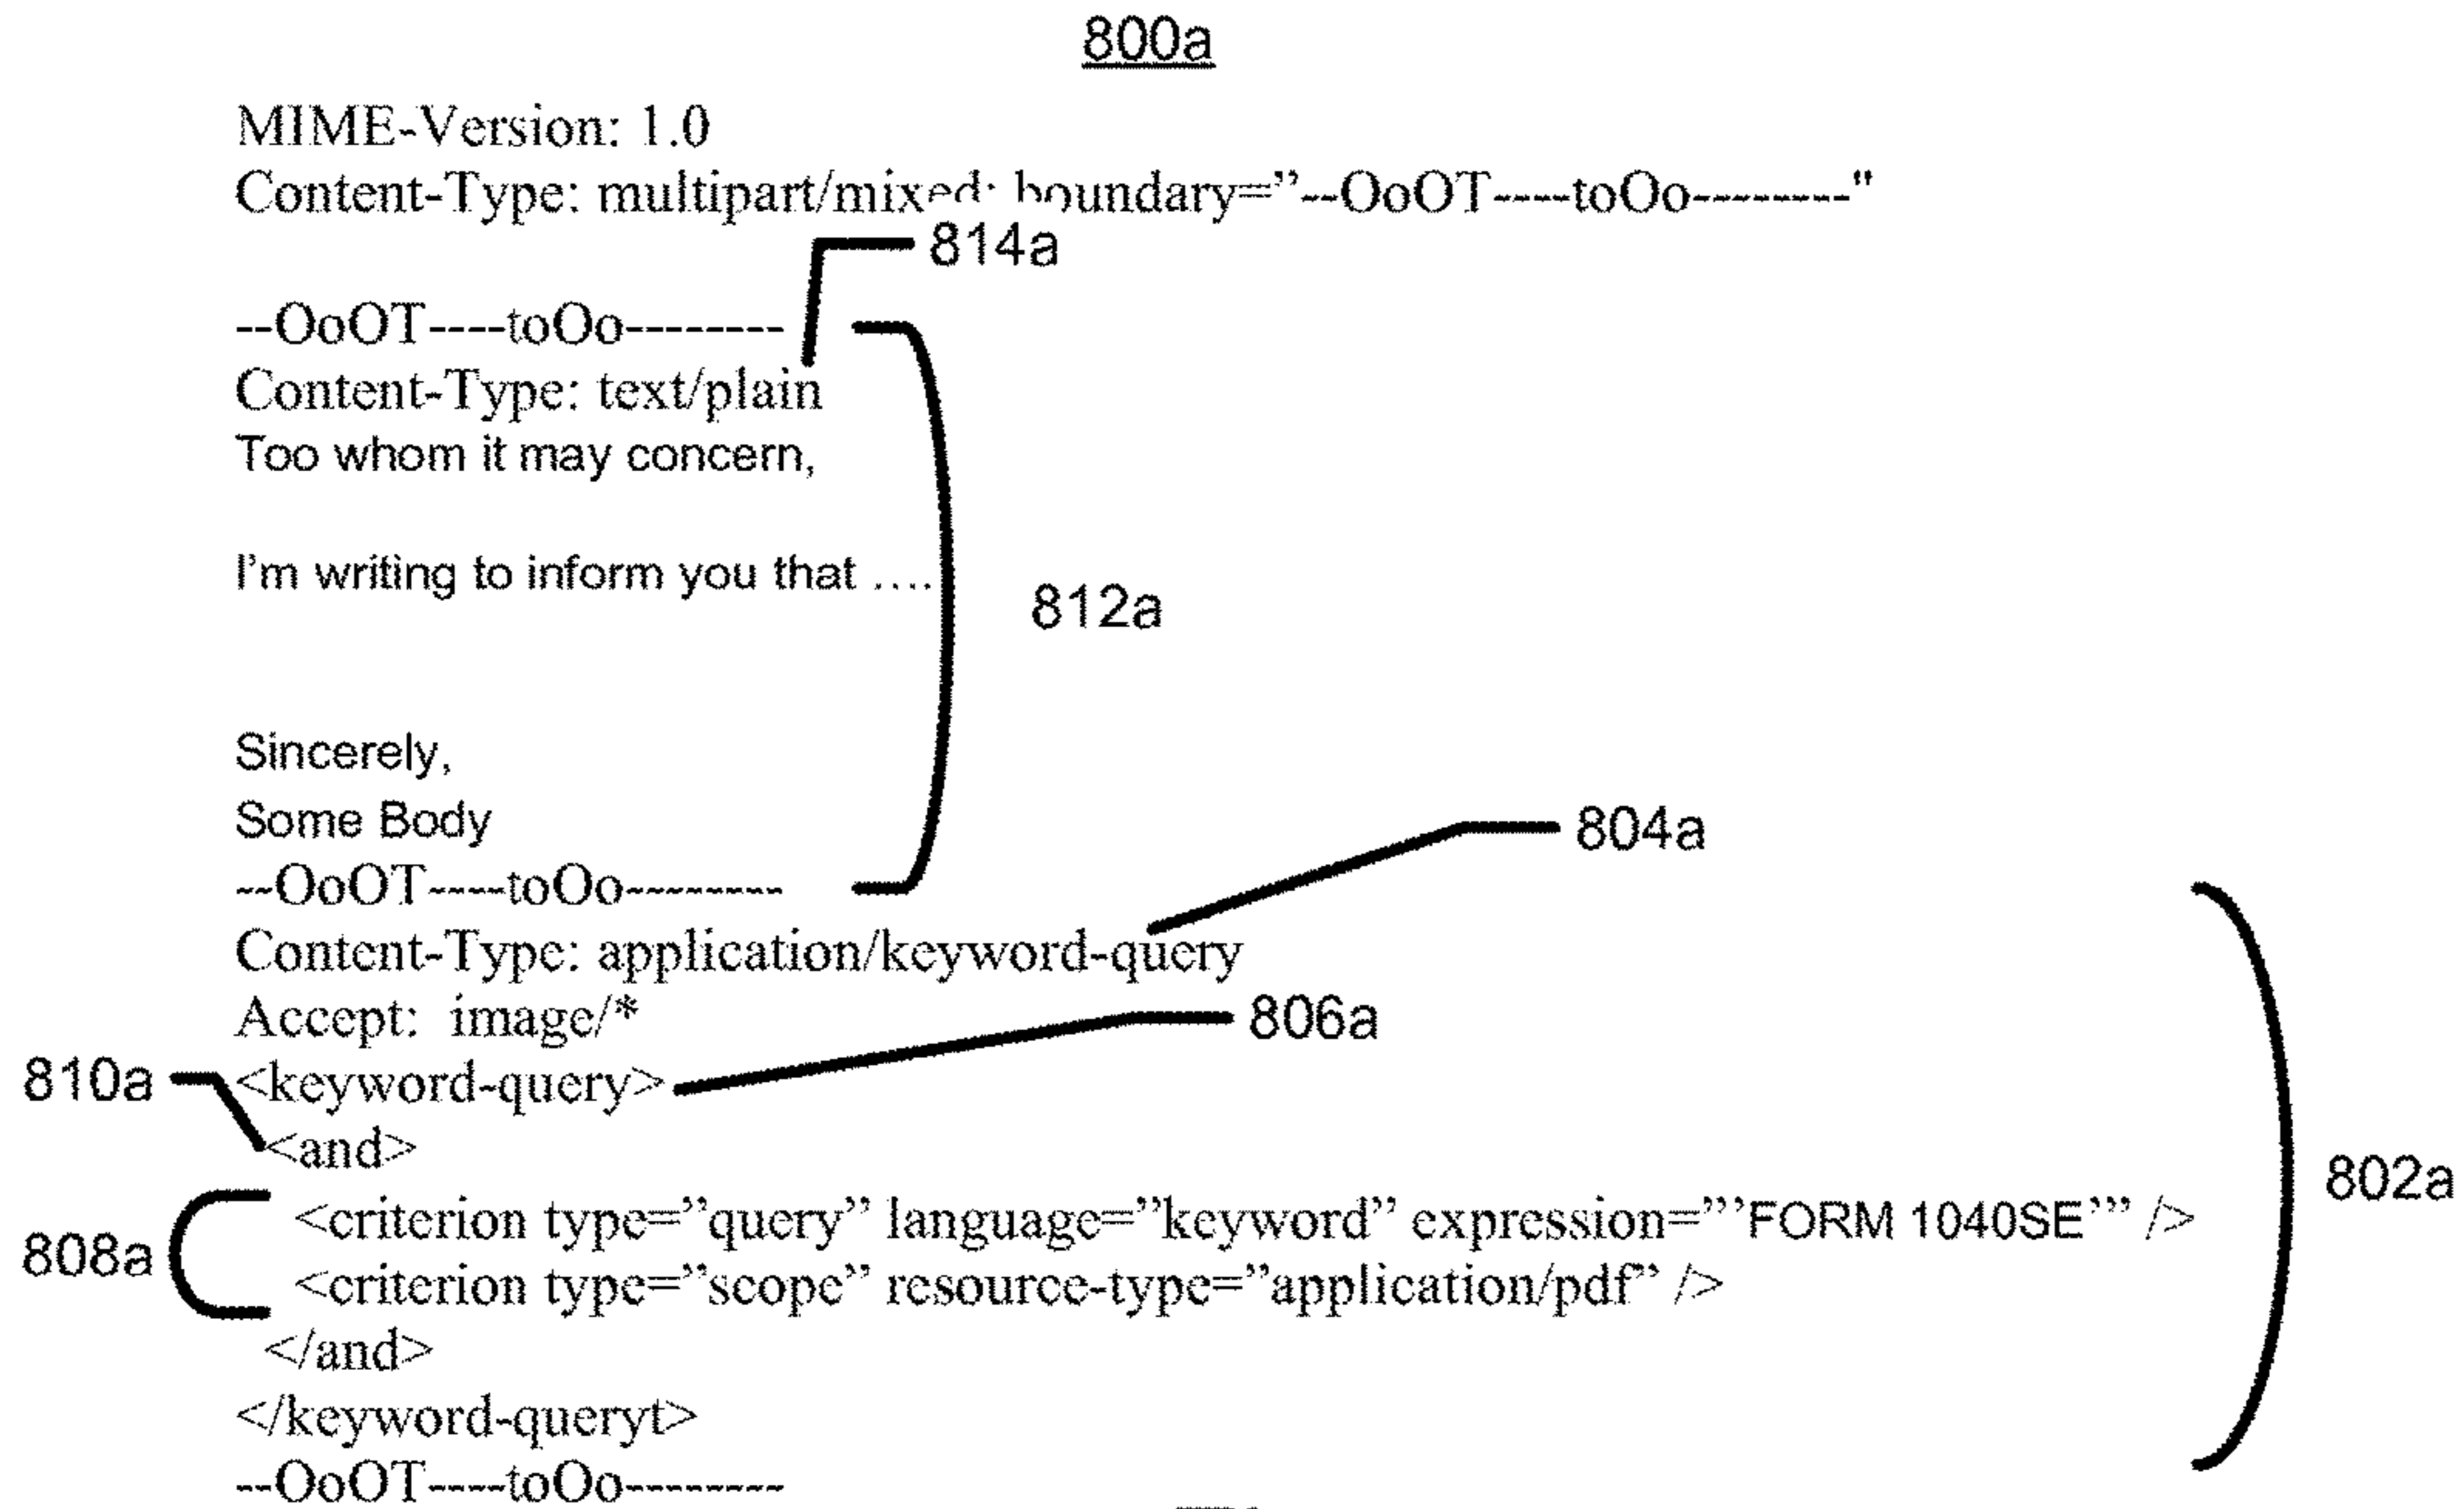 800a
MIME-Version: 1.0
Content-Type: multipart/mixed; boundary=”--OoOT----toOo--------"
814a
--OoOT----toOo--------
Content-Type: text/plain
Too whom it may concern,
I’m writing to inform you that ....
812a
Sincerely,
Some Body
804a
--OoOT----toOo--------
Content-Type: application/keyword-query
Accept:  image/*
806a
810a
<keyword-query>
<and>
802a
808a
<criterion type=”query” language=”keyword” expression=”’FORM 1040SE’” />
<criterion type=”scope” resource-type=”application/pdf” />
</and>
</keyword-queryt>
--OoOT----toOo--------